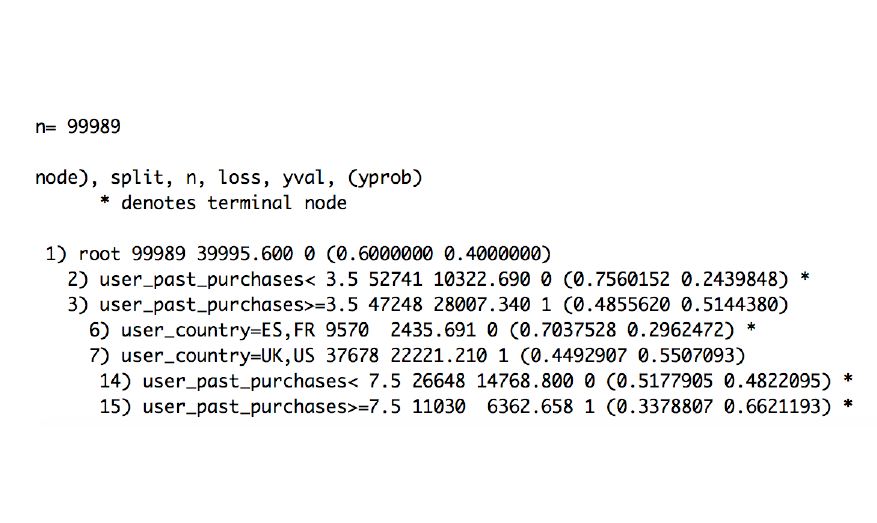 n= 99989
node), split, n, loss, yval, (yprob)
* denotes terminal node
1) root 99989 39995.600 0 (0.6000000 0.4000000)
2) user_past_purchases< 3.5 52741 10322.690 0 (0.7560152 0.2439848) *
3) user_past_purchases>=3.5 47248 28007.340 1 (0.4855620 0.5144380)
6) user_country=ES,FR 9570 2435.691 0 (0.7037528 0.2962472) *
7) user_country=UK,US 37678 22221.210 1 (0.4492907 0.5507093)
14) user_past_purchases< 7.5 26648 14768.800 0 (0.5177905 0.4822095) *
15) user_past_purchases>=7.5 11030 6362.658 1 (0.3378807 0.6621193) *